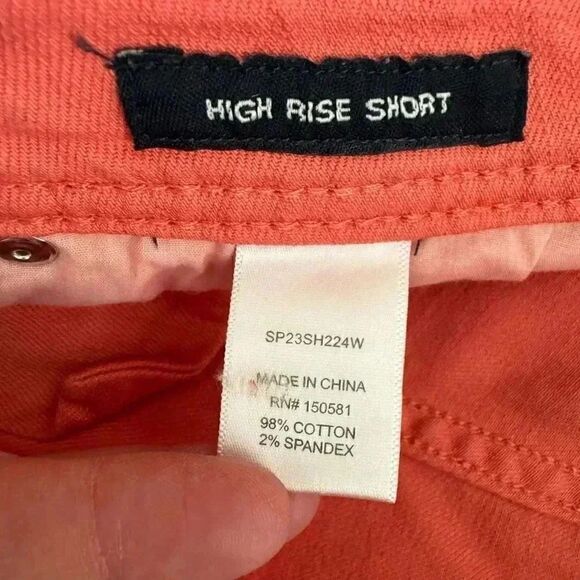 HIGH RISE SHORT
SP23SH224W
MADE IN CHINA
RN# 150581
98% COTTON
2% SPANDEX